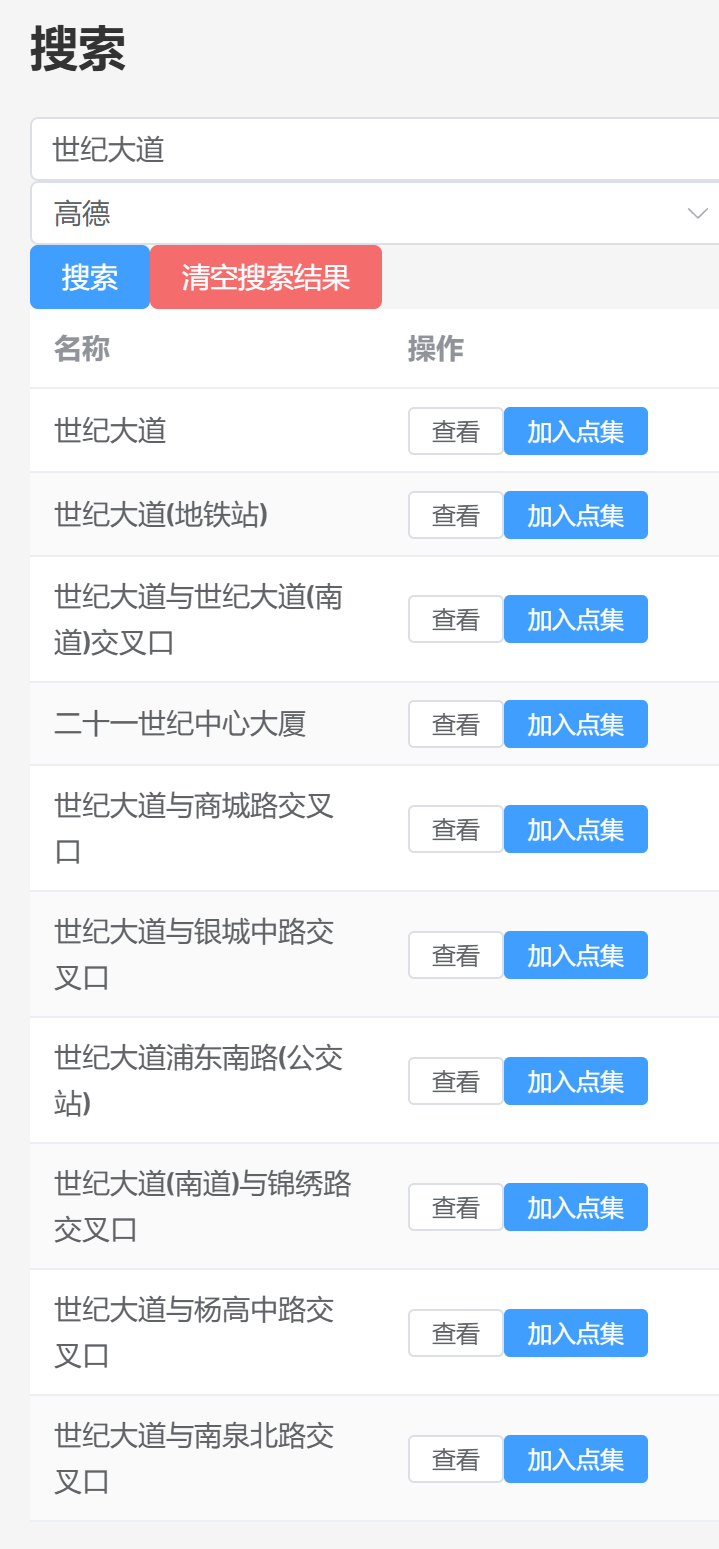 搜索
世纪大道
高德
搜索 清空搜索结果
名称 操作
世纪大道 查看 加入点集
世纪大道(地铁站) 查看 加入点集
世纪大道与世纪大道(南
道)交叉口 查看 加入点集
二十一世纪中心大厦 查看 加入点集
世纪大道与商城路交叉
口 查看 加入点集
世纪大道与银城中路交
叉口 查看 加入点集
世纪大道浦东南路(公交
站) 查看 加入点集
世纪大道(南道)与锦绣路
交叉口 查看 加入点集
世纪大道与杨高中路交
叉口 查看 加入点集
世纪大道与南泉北路交
叉口 查看 加入点集